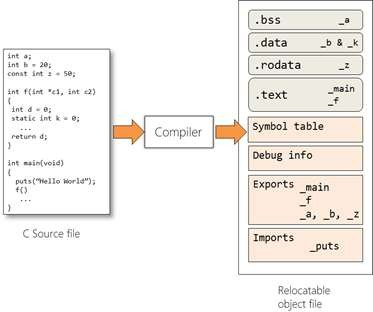 int a;
int b = 20;
const int z = 50;
int f(int *c1, int c2)
{
int d = 0;
static int k = 0;
...
return d;
}
int main(void)
{
puts("Hello World");
f()
...
}
C Source file
Compiler
.bss _a
.data _b & _k
.rodata _z
.text _main
_f
Symbol table
Debug info
Exports _main
_f
_a, _b, _z
Imports _puts
Relocatable
object file